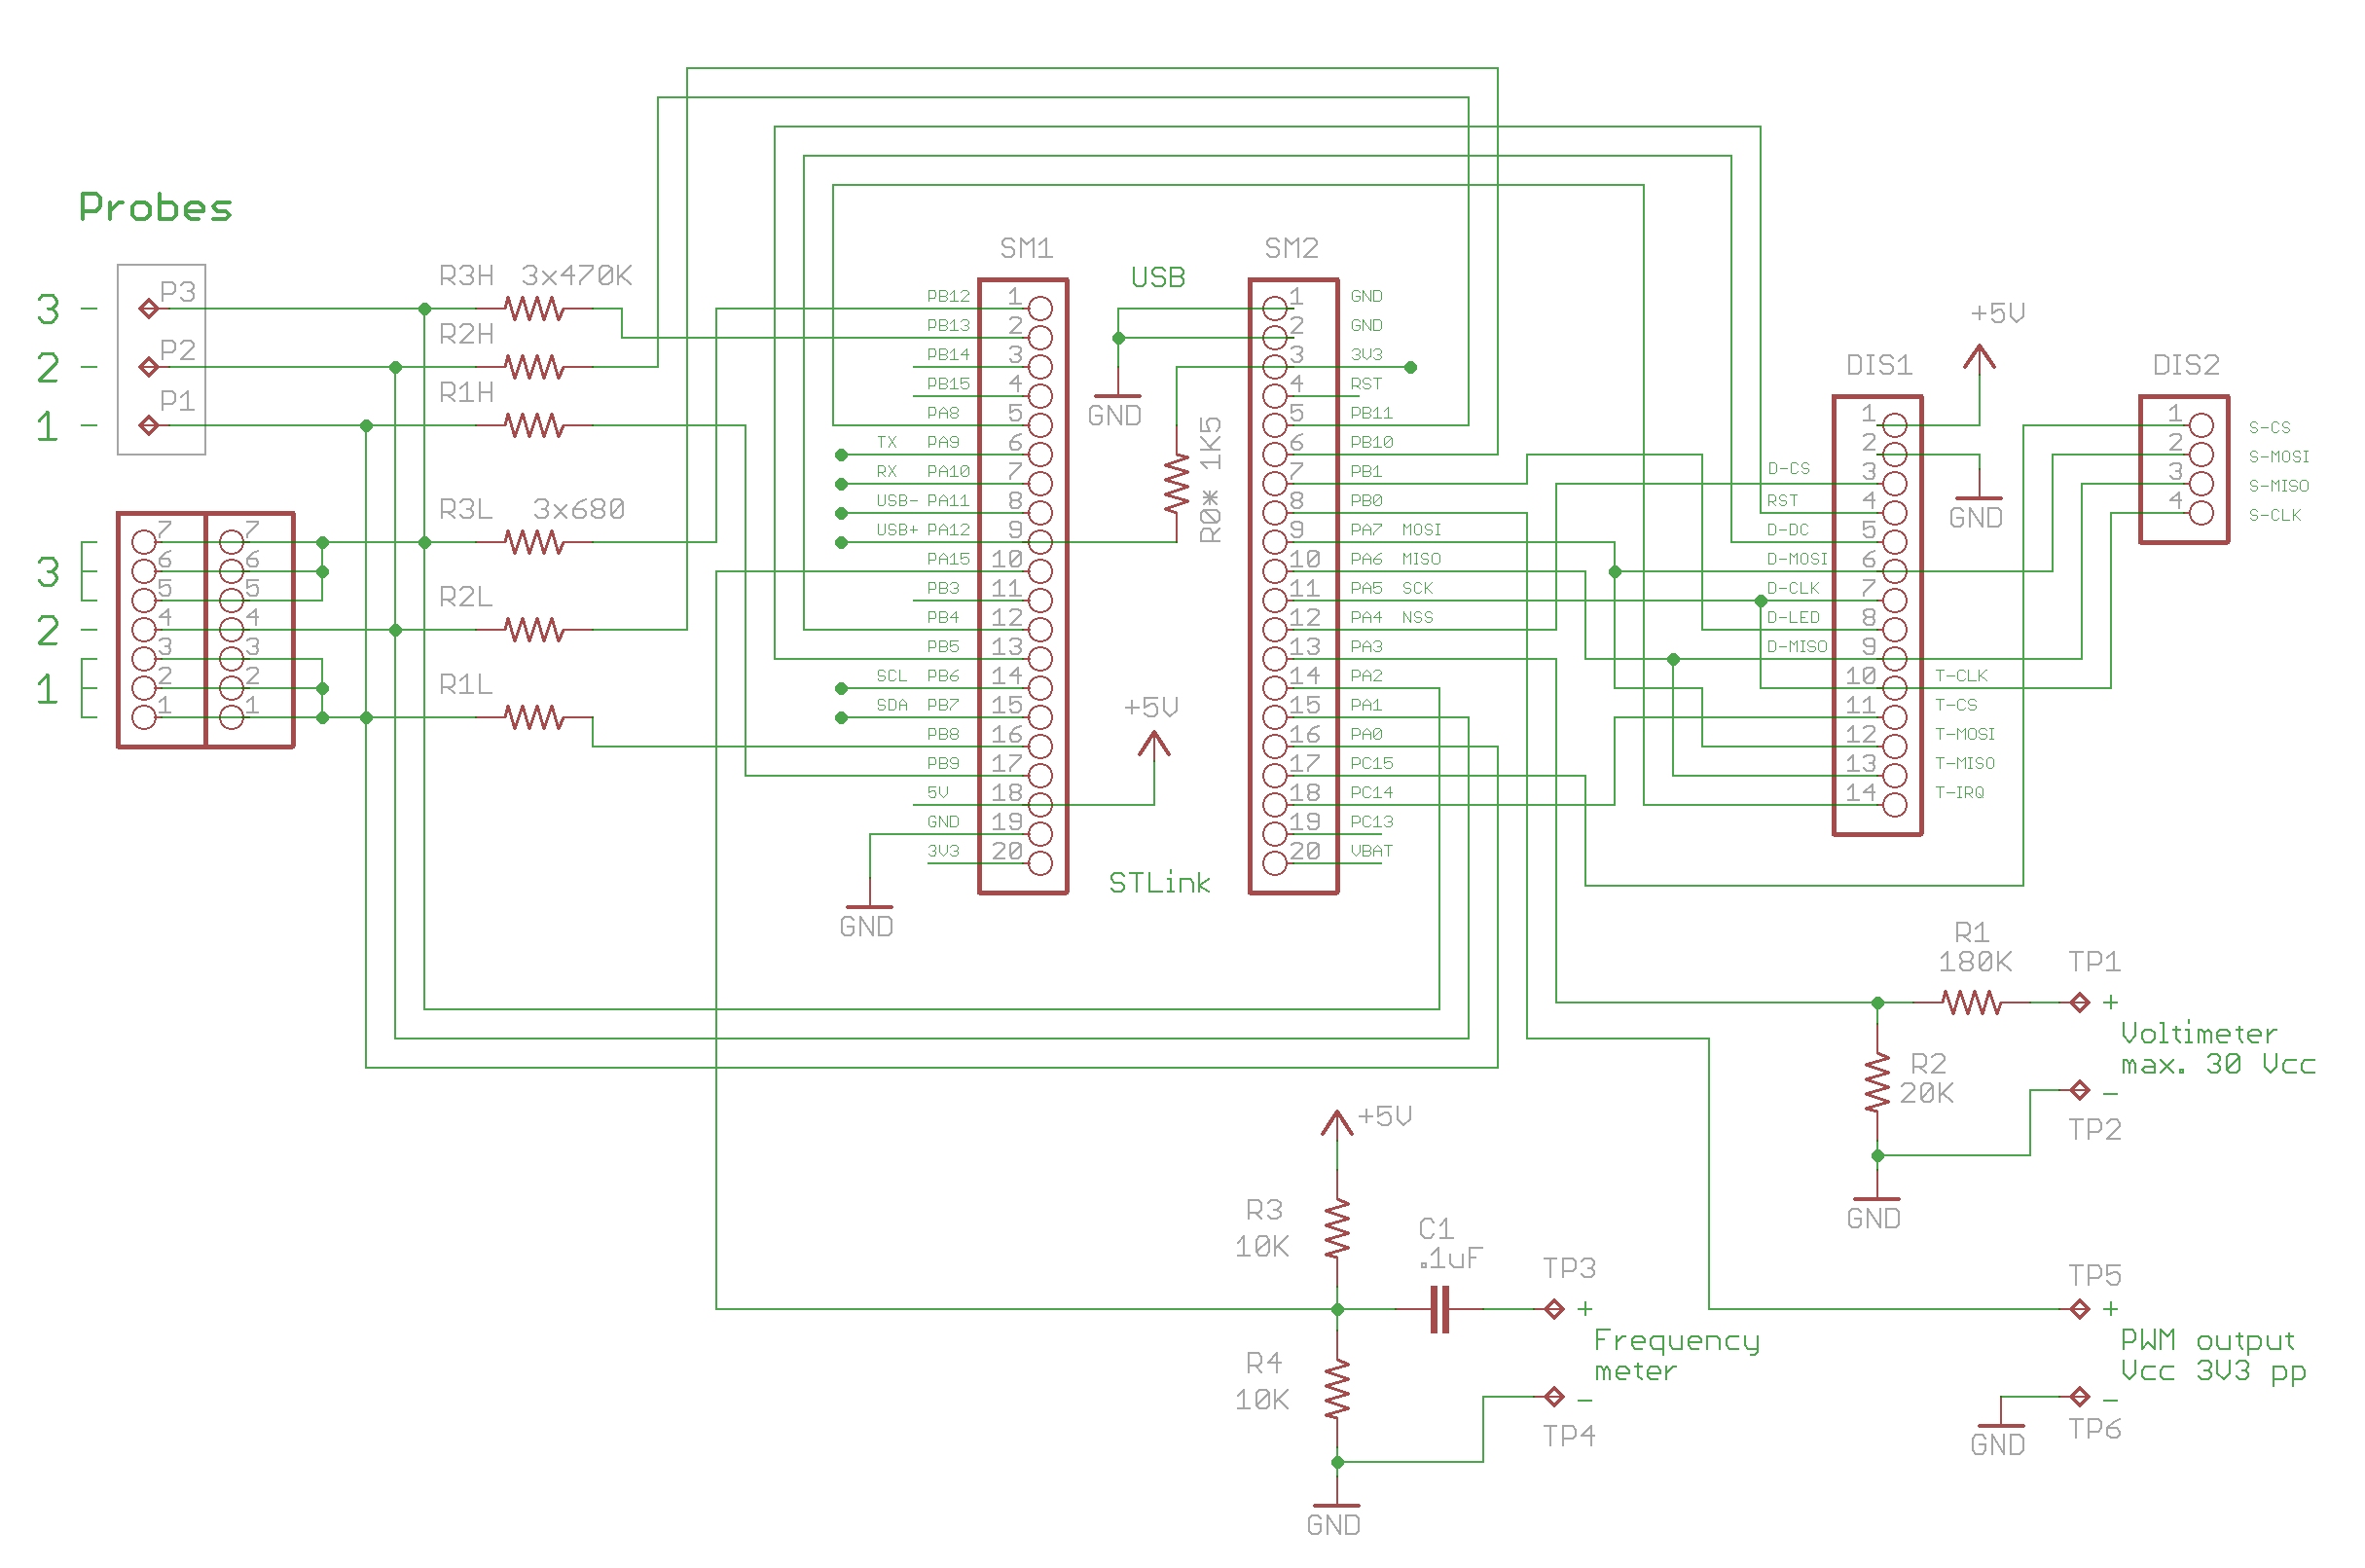 Probes
3 -
2 -
1 -
P3
P2
P1
R3H 3x470K
R2H
R1H
R3L 3x680
R2L
R1L
3
2
1
7 7
6 6
5 5
4 4
3 3
2 2
1 1
SM1
PB12 1
PB13 2
PB14 3
PB15 4
PA8 5
TX PA9 6
RX PA10 7
USB- PA11 8
USB+ PA12 9
PA15 10
PB3 11
PB4 12
PB5 13
SCL PB6 14
SDA PB7 15
PB8 16
PB9 17
5V 18
GND 19
3V3 20
GND
USB
GND
R0* 1K5
+5V
STLink
SM2
1 GND
2 GND
3 3V3
4 RST
5 PB11
6 PB10
7 PB1
8 PB0
9 PA7 MOSI
10 PA6 MISO
11 PA5 SCK
12 PA4 NSS
13 PA3
14 PA2
15 PA1
16 PA0
17 PC15
18 PC14
19 PC13
20 VBAT
DIS1
1
2
D-CS 3
RST 4
D-DC 5
D-MOSI 6
D-CLK 7
D-LED 8
D-MISO 9
10 T-CLK
11 T-CS
12 T-MOSI
13 T-MISO
14 T-IRQ
+5V
GND
DIS2
1 S-CS
2 S-MOSI
3 S-MISO
4 S-CLK
R1
180K
TP1
+
Voltimeter
max. 30 Vcc
R2
20K
-
TP2
GND
+5V
R3
10K
C1
.1uF
TP3
+
Frequency
meter
R4
10K
-
TP4
GND
TP5
+
PWM output
Vcc 3V3 pp
-
TP6
GND